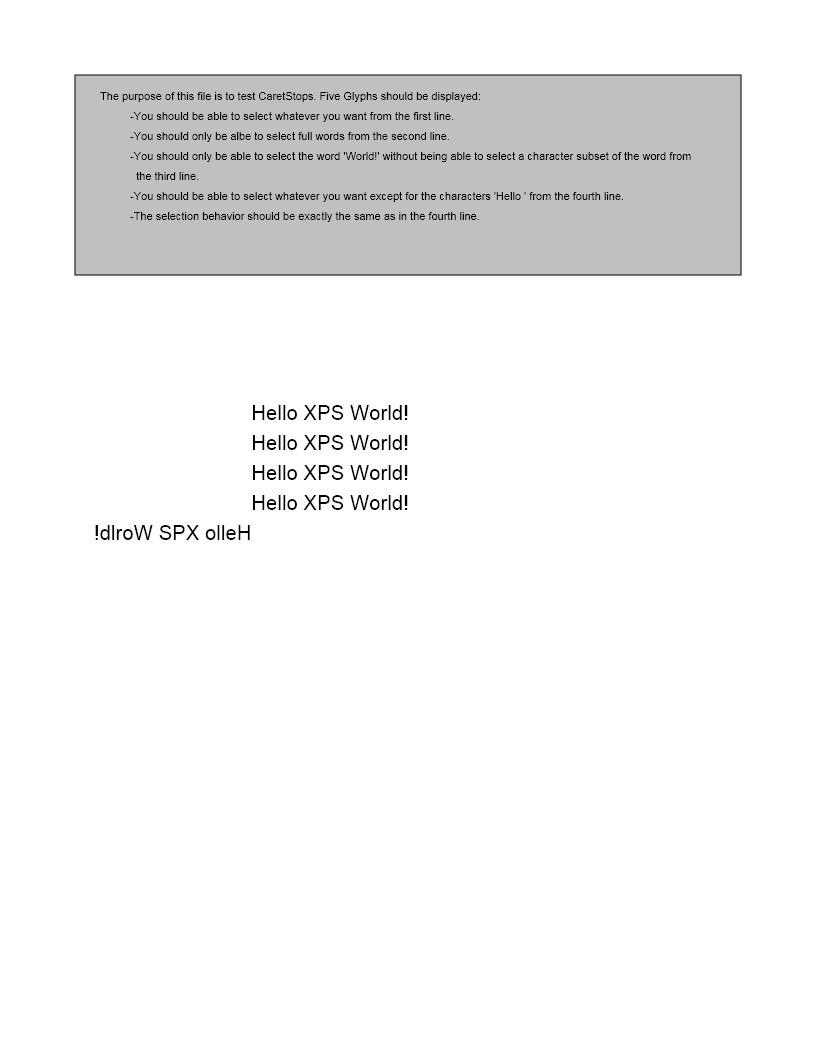 The purpose of this file is to test CaretStops. Five Glyphs should be displayed:
-You should be able to select whatever you want from the first line.
-You should only be albe to select full words from the second line.
-You should only be able to select the word 'World!' without being able to select a character subset of the word from
the third line.
-You should be able to select whatever you want except for the characters 'Hello ' from the fourth line.
-The selection behavior should be exactly the same as in the fourth line.
Hello XPS World!
Hello XPS World!
Hello XPS World!
Hello XPS World!
!dlroW SPX olleH